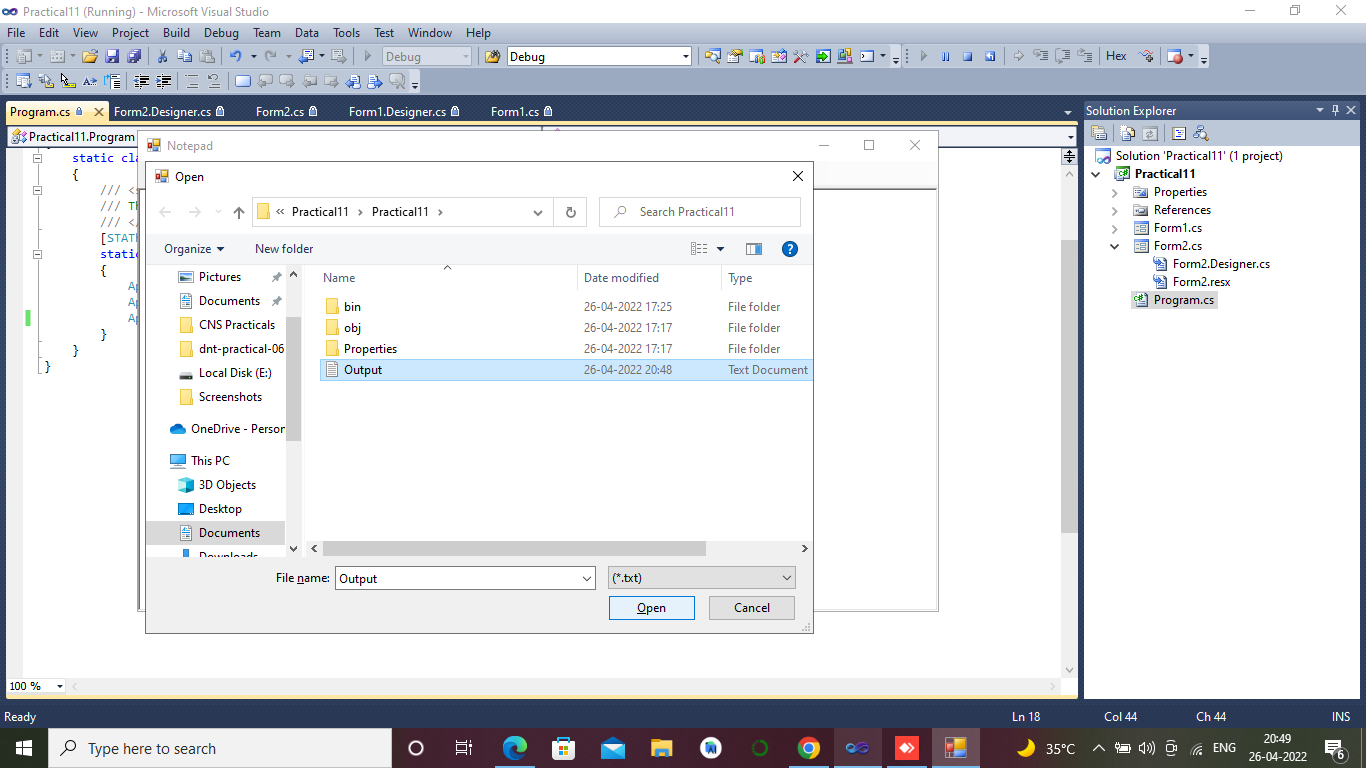 Practical11 (Running) - Microsoft Visual Studio
File Edit View Project Build Debug Team Data Tools Test Window Help
Debug Debug Hex
Program.cs Form2.Designer.cs Form2.cs Form1.Designer.cs Form1.cs
Practical11.Program
static cla
{
/// <s
/// Th
/// </
[STATh
static
{
Ap
Ap
Ap
}
}
}
100 %
Notepad
Open
« Practical11 › Practical11 ›
Search Practical11
Organize New folder
Pictures
Documents
CNS Practicals
dnt-practical-06
Local Disk (E:)
Screenshots
OneDrive - Person
This PC
3D Objects
Desktop
Documents
Downloads
Name Date modified Type
bin 26-04-2022 17:25 File folder
obj 26-04-2022 17:17 File folder
Properties 26-04-2022 17:17 File folder
Output 26-04-2022 20:48 Text Document
File name: Output (*.txt)
Open Cancel
Solution Explorer
Solution 'Practical11' (1 project)
Practical11
Properties
References
Form1.cs
Form2.cs
Form2.Designer.cs
Form2.resx
Program.cs
Ready Ln 18 Col 44 Ch 44 INS
Type here to search
35°C
ENG
20:49
26-04-2022
6